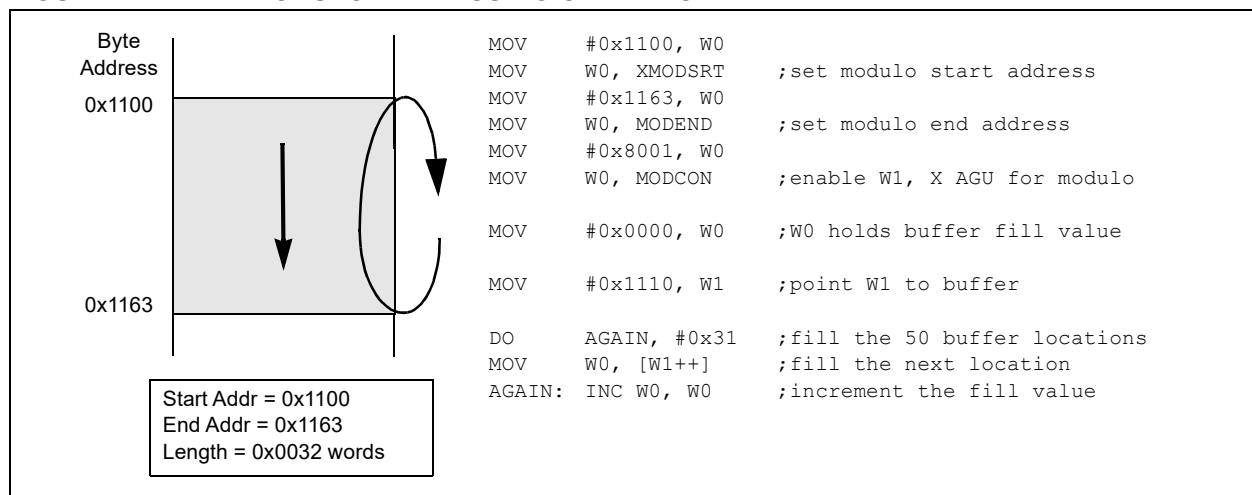 Byte
Address
0x1100
0x1163
Start Addr = 0x1100
End Addr = 0x1163
Length = 0x0032 words
MOV #0x1100, W0
MOV W0, XMODSRT ;set modulo start address
MOV #0x1163, W0
MOV W0, MODEND ;set modulo end address
MOV #0x8001, W0
MOV W0, MODCON ;enable W1, X AGU for modulo
MOV #0x0000, W0 ;W0 holds buffer fill value
MOV #0x1110, W1 ;point W1 to buffer
DO AGAIN, #0x31 ;fill the 50 buffer locations
MOV W0, [W1++] ;fill the next location
AGAIN: INC W0, W0 ;increment the fill value